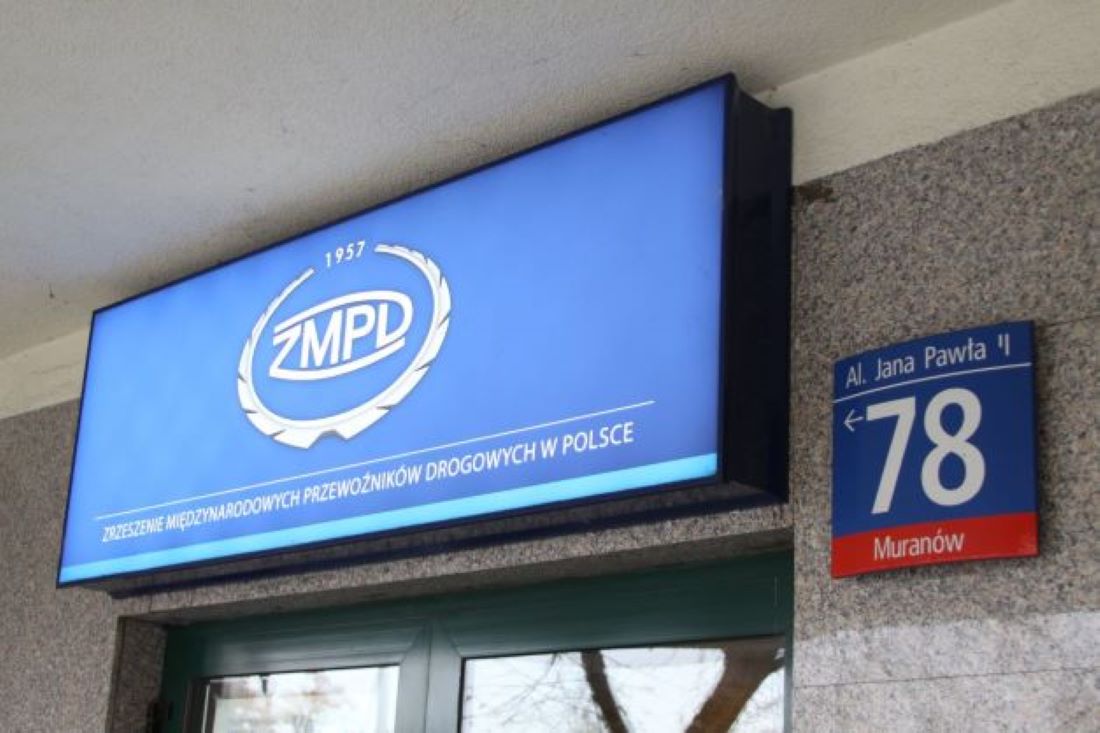 1957
ZMPD
ZRZESZENIE MIĘDZYNARODOWYCH PRZEWOŹNIKÓW DROGOWYCH W POLSCE
Al. Jana Pawła II
←78
Muranów